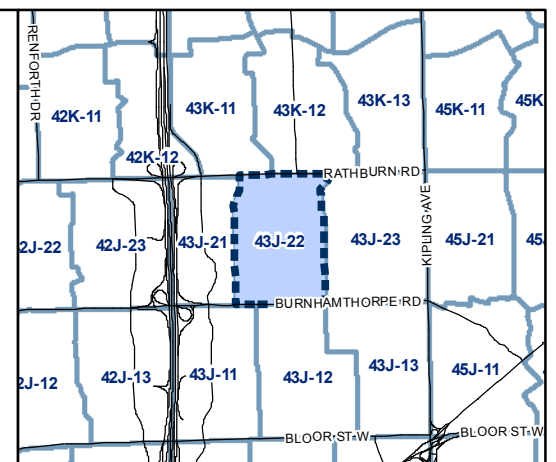 RENFORTH DR
42K-11
43K-11
43K-12
43K-13
45K-11
45K
42K-12
RATHBURN RD
KIPLING AVE
2J-22
42J-23
43J-21
43J-22
43J-23
45J-21
45J
BURNHAMTHORPE RD
2J-12
42J-13
43J-11
43J-12
43J-13
45J-11
BLOOR ST W
BLOOR ST W